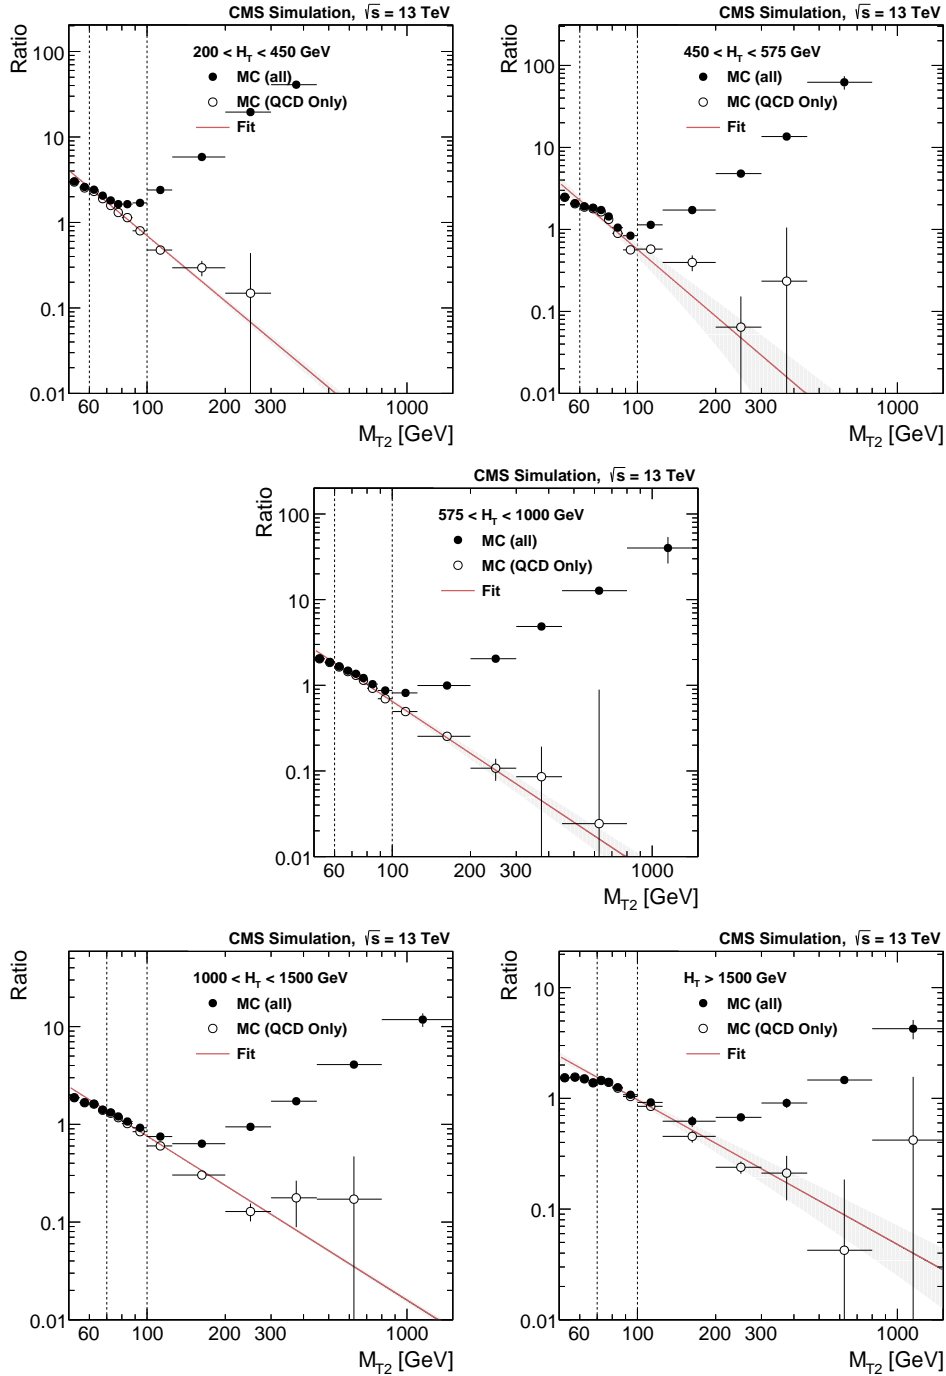 CMS Simulation, √s = 13 TeV
Ratio
200 < H_T < 450 GeV
MC (all)
MC (QCD Only)
Fit
100
10
1
0.1
0.01
60 100 200 300 1000
M_T2 [GeV]
CMS Simulation, √s = 13 TeV
Ratio
450 < H_T < 575 GeV
MC (all)
MC (QCD Only)
Fit
100
10
1
0.1
0.01
60 100 200 300 1000
M_T2 [GeV]
CMS Simulation, √s = 13 TeV
Ratio
575 < H_T < 1000 GeV
MC (all)
MC (QCD Only)
Fit
100
10
1
0.1
0.01
60 100 200 300 1000
M_T2 [GeV]
CMS Simulation, √s = 13 TeV
Ratio
1000 < H_T < 1500 GeV
MC (all)
MC (QCD Only)
Fit
10
1
0.1
0.01
60 100 200 300 1000
M_T2 [GeV]
CMS Simulation, √s = 13 TeV
Ratio
H_T > 1500 GeV
MC (all)
MC (QCD Only)
Fit
10
1
0.1
0.01
60 100 200 300 1000
M_T2 [GeV]